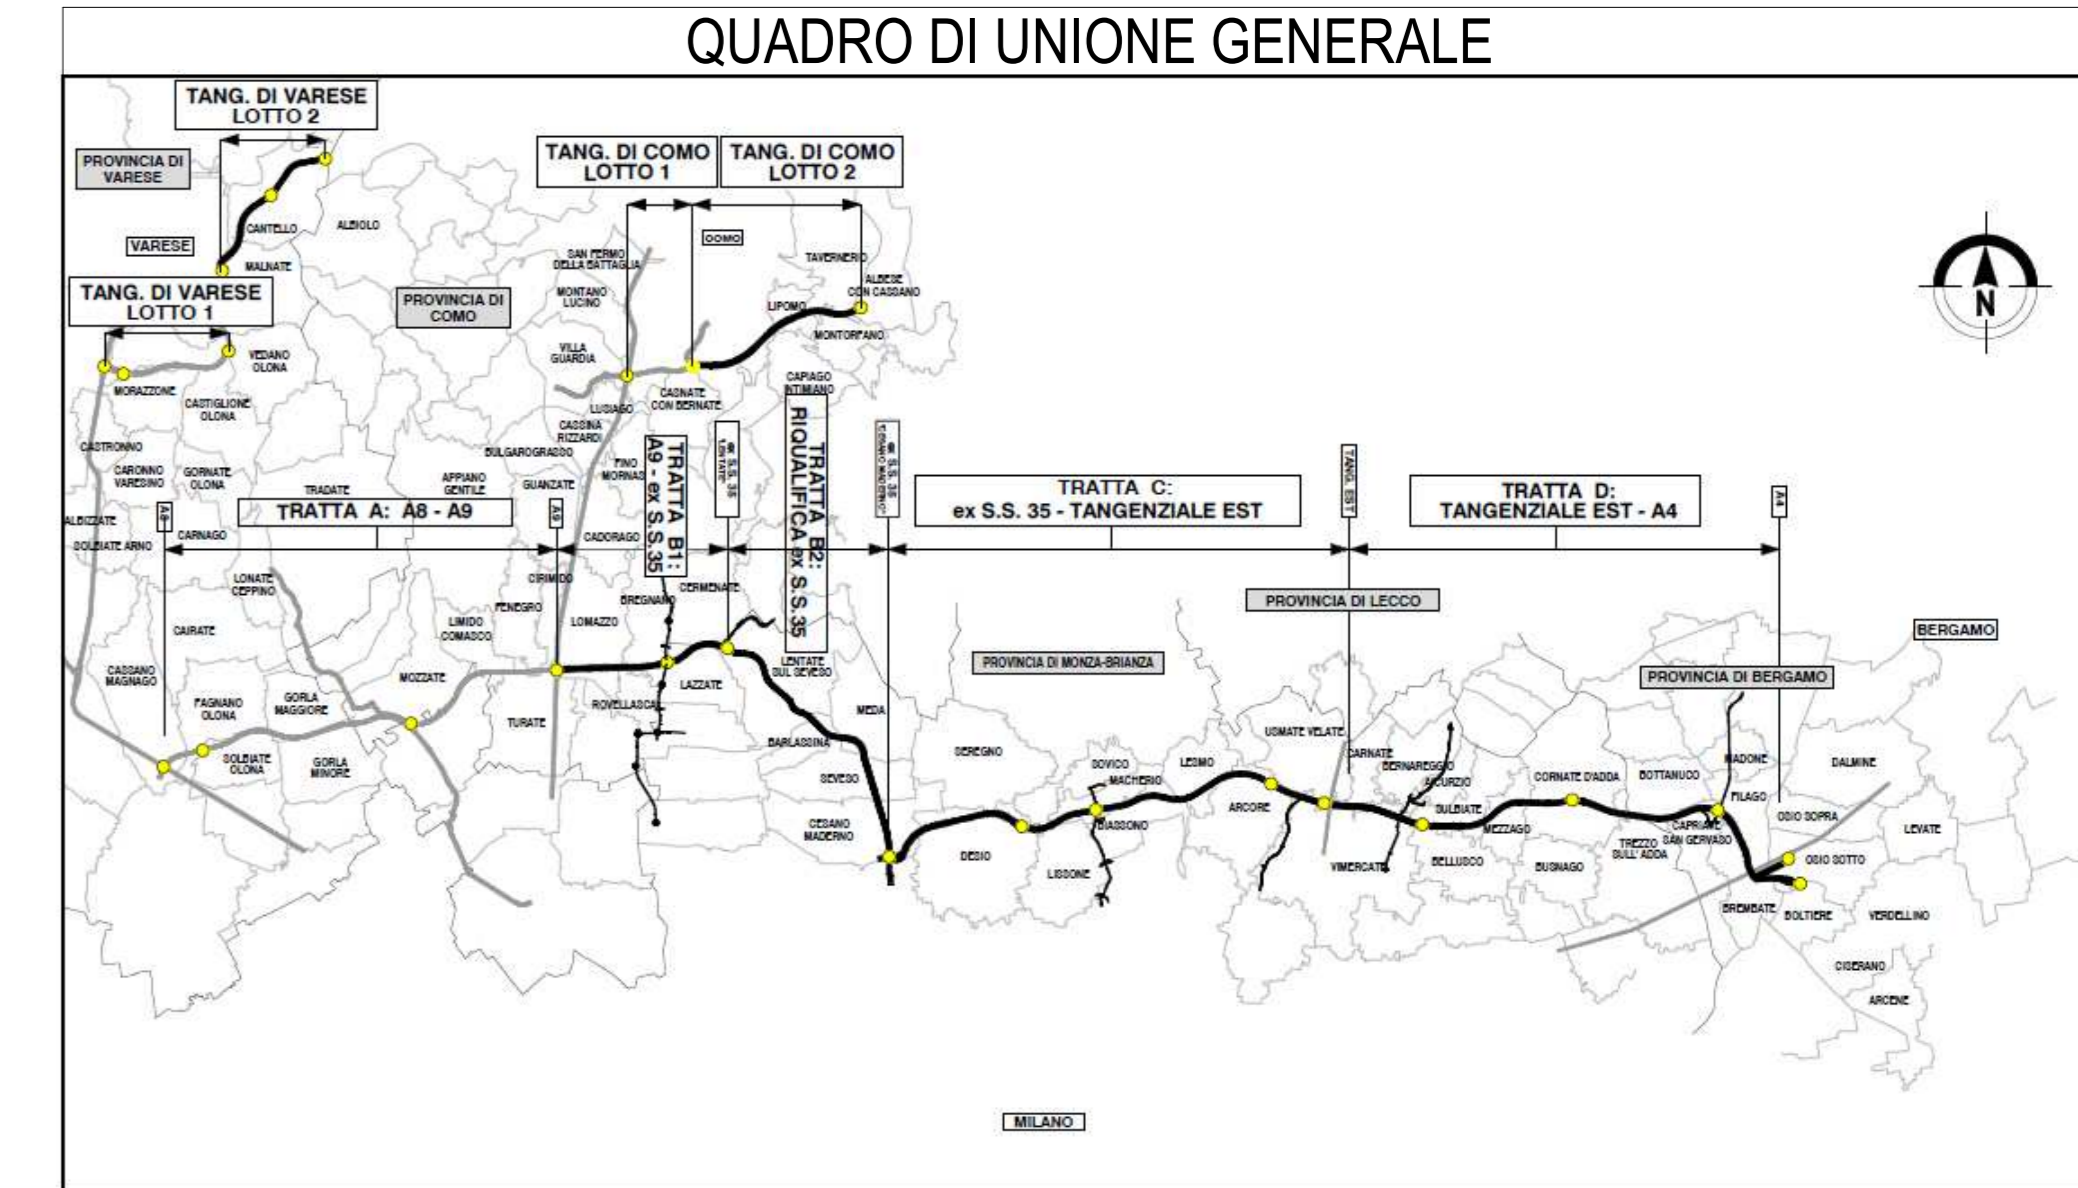 QUADRO DI UNIONE GENERALE
TANG. DI VARESE
LOTTO 2
PROVINCIA DI
VARESE
TANG. DI COMO
LOTTO 1
TANG. DI COMO
LOTTO 2
CANTELLO
ALBIOLO
VARESE
COMO
MALNATE
SAN FERMO
DELLA BATTAGLIA
TAVERNERIO
ALBESE
CON CASSANO
TANG. DI VARESE
LOTTO 1
PROVINCIA DI
COMO
MONTANO
LUCINO
LIPOMO
MONTORFANO
N
VEDANO
OLONA
VILLA
GUARDIA
MORAZZONE
CASTIGLIONE
OLONA
CASNATE
CON BERNATE
CAPIAGO
INTIMIANO
LUSIAGO
CASSINA
RIZZARDI
CASTRONNO
BULGAROGRASSO
FINO
MORNAS
CARONNO
VARESINO
GORNATE
OLONA
TRADATE
APPIANO
GENTILE
GUANZATE
TRATTA B1:
A9 - ex S.S.35
ex S.S. 35
"LENTATE"
TRATTA B2:
RIQUALIFICA ex S.S.35
ex S.S. 35
TRATTA C:
ex S.S. 35 - TANGENZIALE EST
TANG. EST
TRATTA D:
TANGENZIALE EST - A4
A4
A8
TRATTA A: A8 - A9
A9
ALBIZZATE
SOLBIATE ARNO
CARNAGO
CADORAGO
LONATE
CEPPINO
CIRIMIDO
FENEGRO
BREGNANO
CERMENATE
PROVINCIA DI LECCO
CAIRATE
LIMIDO
COMASCO
LOMAZZO
BERGAMO
CASSANO
MAGNAGO
MOZZATE
LENTATE
SUL SEVESO
PROVINCIA DI MONZA-BRIANZA
PROVINCIA DI BERGAMO
FAGNANO
OLONA
GORLA
MAGGIORE
ROVELLASCA
LAZZATE
MEDA
TURATE
USMATE VELATE
BARLASSINA
SEREGNO
SOLBIATE
OLONA
GORLA
MINORE
SEVESO
SOVICO
MACHERIO
LESMO
CARNATE
BERNAREGGIO
AICURZIO
CORNATE D'ADDA
BOTTANUCO
MADONE
DALMINE
CESANO
MADERNO
BIASSONO
ARCORE
SULBIATE
MEZZAGO
FILAGO
CAPRIATE
SAN GERVASO
OSIO SOPRA
LEVATE
DESIO
LISSONE
VIMERCATE
BELLUSCO
BUSNAGO
TREZZO
SULL' ADDA
OSIO SOTTO
BREMBATE
BOLTIERE
VERDELLINO
CISERANO
ARCENE
MILANO